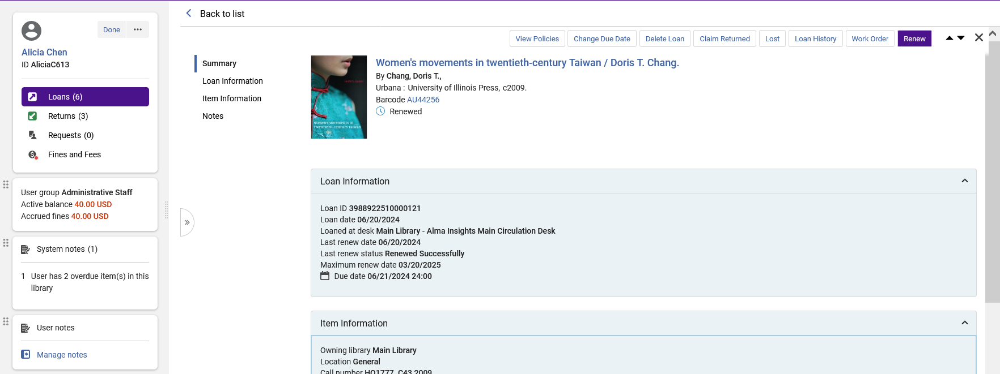 Back to list
Done
Alicia Chen
ID AliciaC613
Loans (6)
Returns (3)
Requests (0)
Fines and Fees
User group Administrative Staff
Active balance 40.00 USD
Accrued fines 40.00 USD
System notes (1)
1 User has 2 overdue item(s) in this
library
User notes
Manage notes
View Policies
Change Due Date
Delete Loan
Claim Returned
Lost
Loan History
Work Order
Renew
Summary
Loan Information
Item Information
Notes
women's movements in
twentieth-century taiwan
Women's movements in twentieth-century Taiwan / Doris T. Chang.
By Chang, Doris T.,
Urbana : University of Illinois Press, c2009.
Barcode AU44256
Renewed
Loan Information
Loan ID 3988922510000121
Loan date 06/20/2024
Loaned at desk Main Library - Alma Insights Main Circulation Desk
Last renew date 06/20/2024
Last renew status Renewed Successfully
Maximum renew date 03/20/2025
Due date 06/21/2024 24:00
Item Information
Owning library Main Library
Location General
Call number HQ1777 .C43 2009